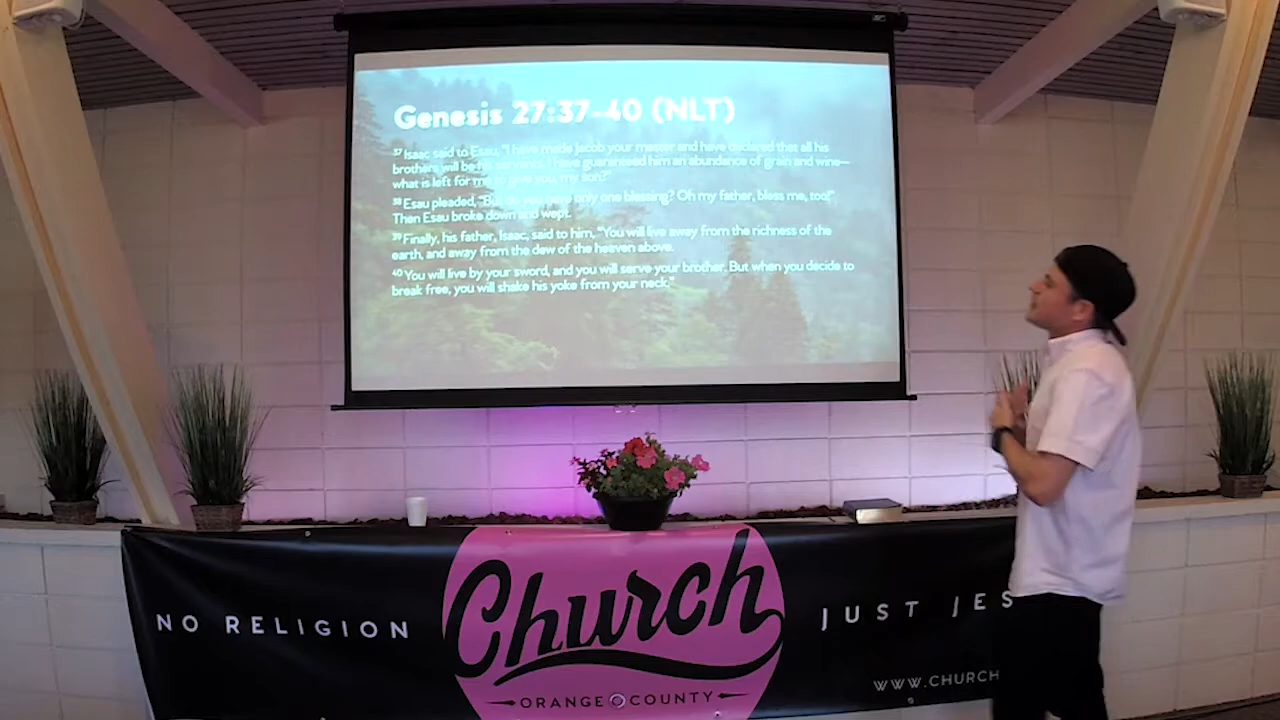 Genesis 27:37-40 (NLT)
37 Isaac said to Esau, "I have made Jacob your master and have declared that all his
brothers will be his servants. I have guaranteed him an abundance of grain and wine—
what is left for me to give you, my son?"
38 Esau pleaded, "But do you have only one blessing? Oh my father, bless me, too!"
Then Esau broke down and wept.
39 Finally, his father, Isaac, said to him, "You will live away from the richness of the
earth, and away from the dew of the heaven above.
40 You will live by your sword, and you will serve your brother. But when you decide to
break free, you will shake his yoke from your neck."
NO RELIGION
Church
JUST JES
ORANGE COUNTY
WWW.CHURCH